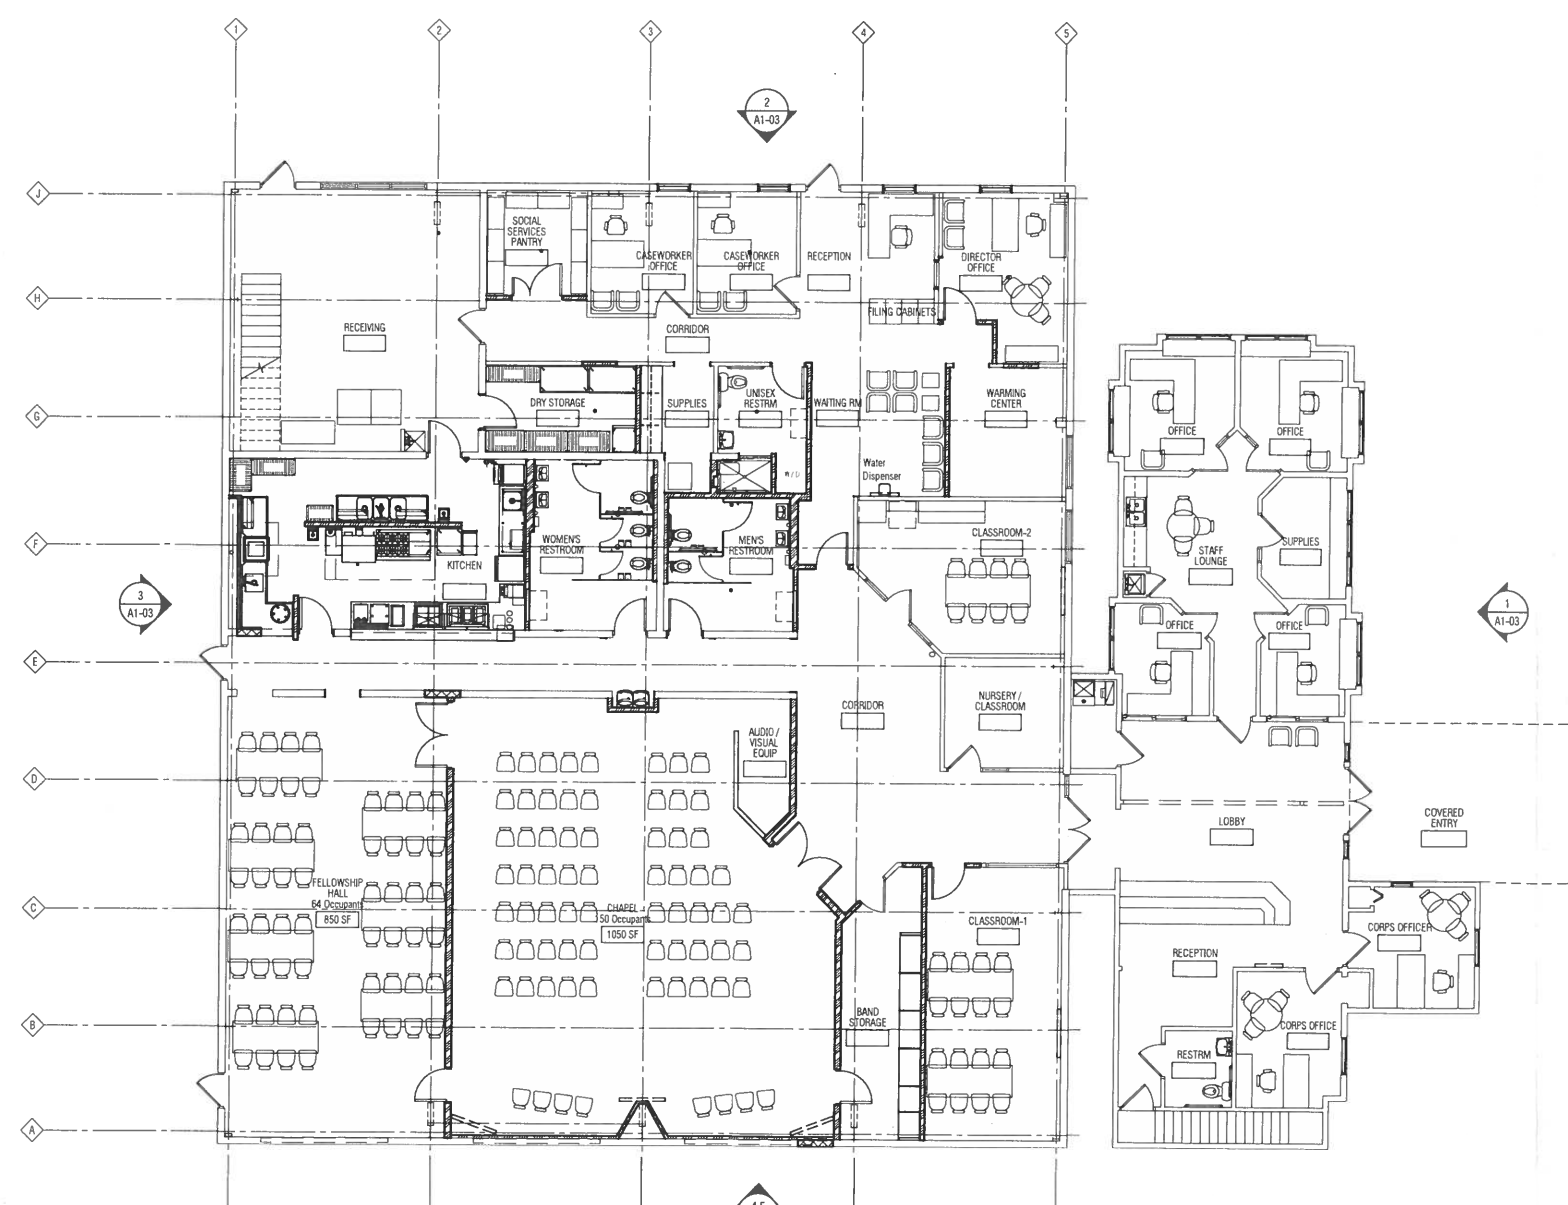 1
2
3
4
5
2
A1-03
J
SOCIAL
SERVICES
PANTRY
CASEWORKER
OFFICE
CASEWORKER
OFFICE
RECEPTION
DIRECTOR
OFFICE
H
FILING CABINETS
RECEIVING
CORRIDOR
G
DRY STORAGE
SUPPLIES
UNISEX
RESTRM
WAITING RM
WARMING
CENTER
OFFICE
OFFICE
Water
Dispenser
W/D
F
KITCHEN
WOMEN'S
RESTROOM
MEN'S
RESTROOM
CLASSROOM-2
STAFF
LOUNGE
SUPPLIES
3
A1-03
1
A1-03
OFFICE
OFFICE
E
CORRIDOR
NURSERY /
CLASSROOM
AUDIO /
VISUAL
EQUIP
D
LOBBY
COVERED
ENTRY
FELLOWSHIP
HALL
64 Occupants
850 SF
C
CHAPEL
150 Occupants
1050 SF
CLASSROOM-1
CORPS OFFICER
RECEPTION
B
BAND
STORAGE
CORPS OFFICE
RESTRM
A